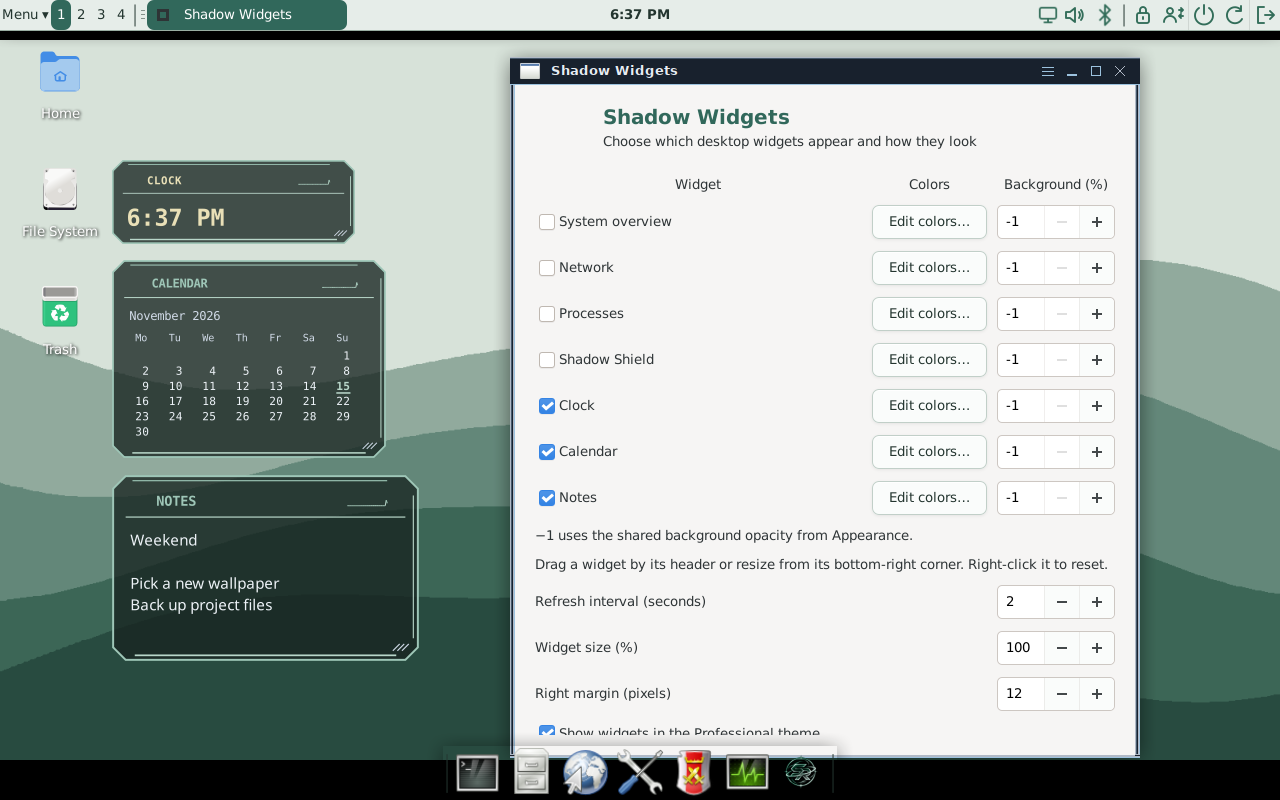 Menu ▾ 1 2 3 4 Shadow Widgets 6:37 PM
Home
File System
Trash
CLOCK
6:37 PM
CALENDAR
November 2026
Mo Tu We Th Fr Sa Su
1
2 3 4 5 6 7 8
9 10 11 12 13 14 15
16 17 18 19 20 21 22
23 24 25 26 27 28 29
30
NOTES
Weekend
Pick a new wallpaper
Back up project files
Shadow Widgets
Shadow Widgets
Choose which desktop widgets appear and how they look
Widget Colors Background (%)
System overview Edit colors... -1 − +
Network Edit colors... -1 − +
Processes Edit colors... -1 − +
Shadow Shield Edit colors... -1 − +
Clock Edit colors... -1 − +
Calendar Edit colors... -1 − +
Notes Edit colors... -1 − +
−1 uses the shared background opacity from Appearance.
Drag a widget by its header or resize from its bottom-right corner. Right-click it to reset.
Refresh interval (seconds) 2 − +
Widget size (%) 100 − +
Right margin (pixels) 12 − +
Show widgets in the Professional theme